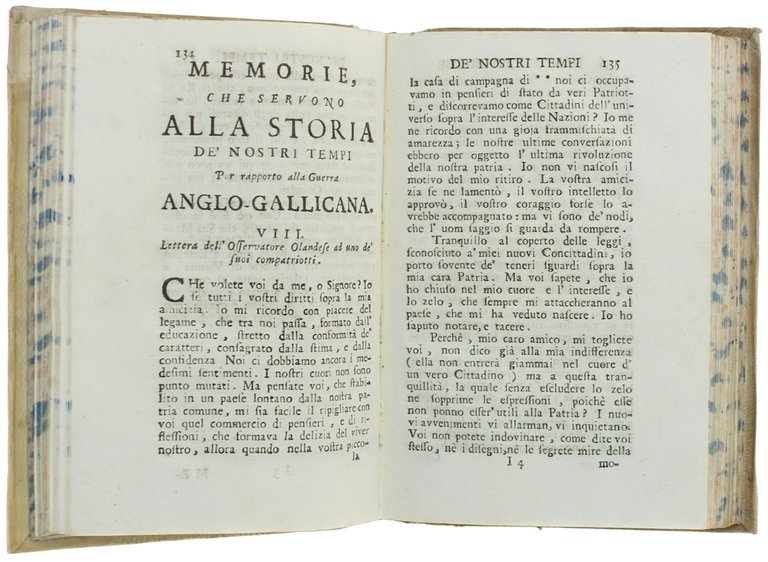 134
MEMORIE,
CHE SERVONO
ALLA STORIA
DE' NOSTRI TEMPI
Per rapporto alla Guerra
ANGLO-GALLICANA.
VIII.
Lettera dell' Oſſervatore Olandeſe ad uno de'
ſuoi compatriotti.
CHe volete voi da me, o Signore? Io
ſo tutti i voſtri diritti ſopra la mia
amicizia. Io mi ricordo con piacere del
legame, che tra noi paſſa, formato dall'
educazione, ſtretto dalla conformità de'
caratteri, conſagrato dalla ſtima, e dalla
confidenza Noi ci dobbiamo ancora i me-
deſimi ſentimenti. I noſtri cuori non ſono
punto mutati. Ma penſate voi, che ſtabi-
lito in un paeſe lontano dalla noſtra pa-
tria comune, mi ſia facile il ripigliare con
voi quel commercio di penſieri, e di ri-
fleſſioni, che formava la delizia del viver
noſtro, allora quando nella voſtra picco-
la
DE' NOSTRI TEMPI 135
la caſa di campagna di * * noi ci occupa-
vamo in penſieri di ſtato da veri Patriot-
ti, e diſcorrevamo come Cittadini dell' uni-
verſo ſopra l' intereſſe delle Nazioni? Io me
ne ricordo con una gioja frammiſchiata di
amarezza; le noſtre ultime converſazioni
ebbero per oggetto l' ultima rivoluzione
della noſtra patria. Io non vi naſcoſi il
motivo del mio ritiro. La voſtra amici-
zia ſe ne lamentò, il voſtro intelletto lo
approvò, il voſtro coraggio forſe lo a-
vrebbe accompagnato: ma vi ſono de' nodi,
che l' uom ſaggio ſi guarda da rompere.
Tranquillo al coperto delle leggi,
ſconoſciuto a' miei nuovi Concittadini, io
porto ſovente de' teneri ſguardi ſopra la
mia cara Patria. Ma voi ſapete, che io
ho chiuſo nel mio cuore e l' intereſſe, e
lo zelo, che ſempre mi attaccheranno al
paeſe, che mi ha veduto naſcere. Io ho
ſaputo notare, e tacere.
Perchè, mio caro amico, mi togliete
voi, non dico già alla mia indifferenza
( ella non entrerà giammai nel cuore d'
un vero Cittadino ) ma a queſta tran-
quillità, la quale senza eſcludere lo zelo
ne ſopprime le eſpreſſioni, poichè eſſe
non ponno eſſer' utili alla Patria? I nuo-
vi avvenimenti vi allarman, vi inquietano.
Voi non potete indovinare, come dite voi
ſteſſo, nè i diſegni, nè le ſegrete mire della
I 4 mo-